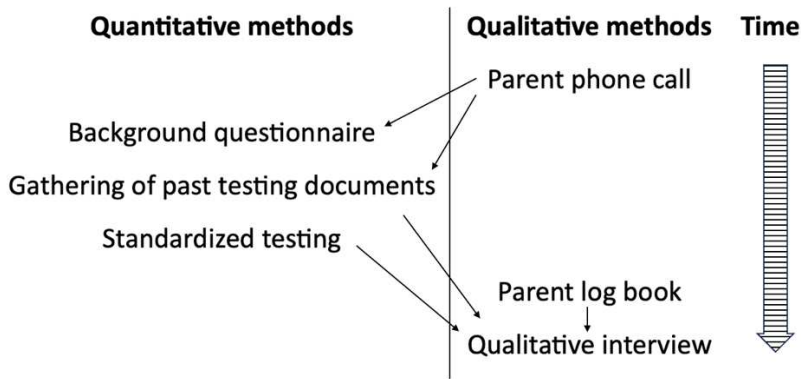 Quantitative methods
Qualitative methods
Time
Parent phone call
Background questionnaire
Gathering of past testing documents
Standardized testing
Parent log book
Qualitative interview